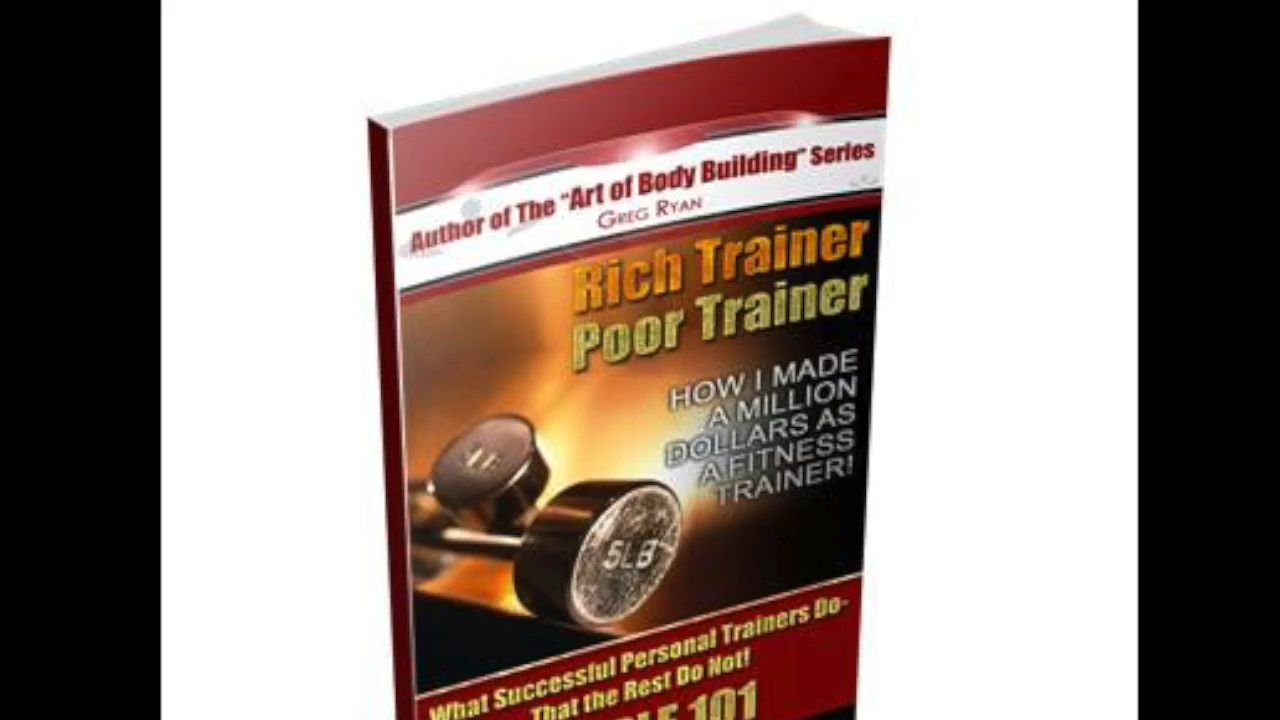 Author of The "Art of Body Building" Series
GREG RYAN
Rich Trainer
Poor Trainer
HOW I MADE
A MILLION
DOLLARS AS
A FITNESS
TRAINER!
5LB
What Successful Personal Trainers Do-
That the Rest Do Not!
101